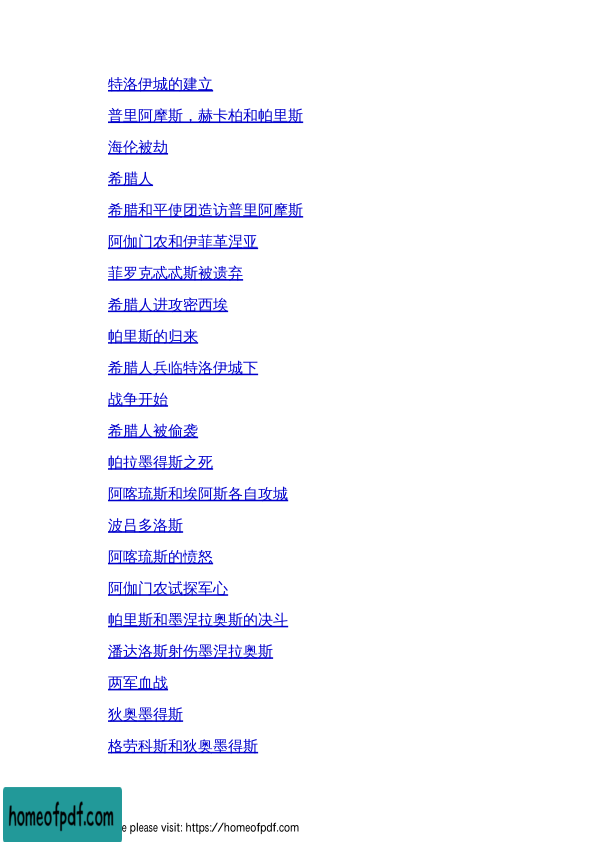 特洛伊城的建立
普里阿摩斯，赫卡柏和帕里斯
海伦被劫
希腊人
希腊和平使团造访普里阿摩斯
阿伽门农和伊菲革涅亚
菲罗克忒忒斯被遗弃
希腊人进攻密西埃
帕里斯的归来
希腊人兵临特洛伊城下
战争开始
希腊人被偷袭
帕拉墨得斯之死
阿喀琉斯和埃阿斯各自攻城
波吕多洛斯
阿喀琉斯的愤怒
阿伽门农试探军心
帕里斯和墨涅拉奥斯的决斗
潘达洛斯射伤墨涅拉奥斯
两军血战
狄奥墨得斯
格劳科斯和狄奥墨得斯
homeofpdf.com
please visit: https://homeofpdf.com